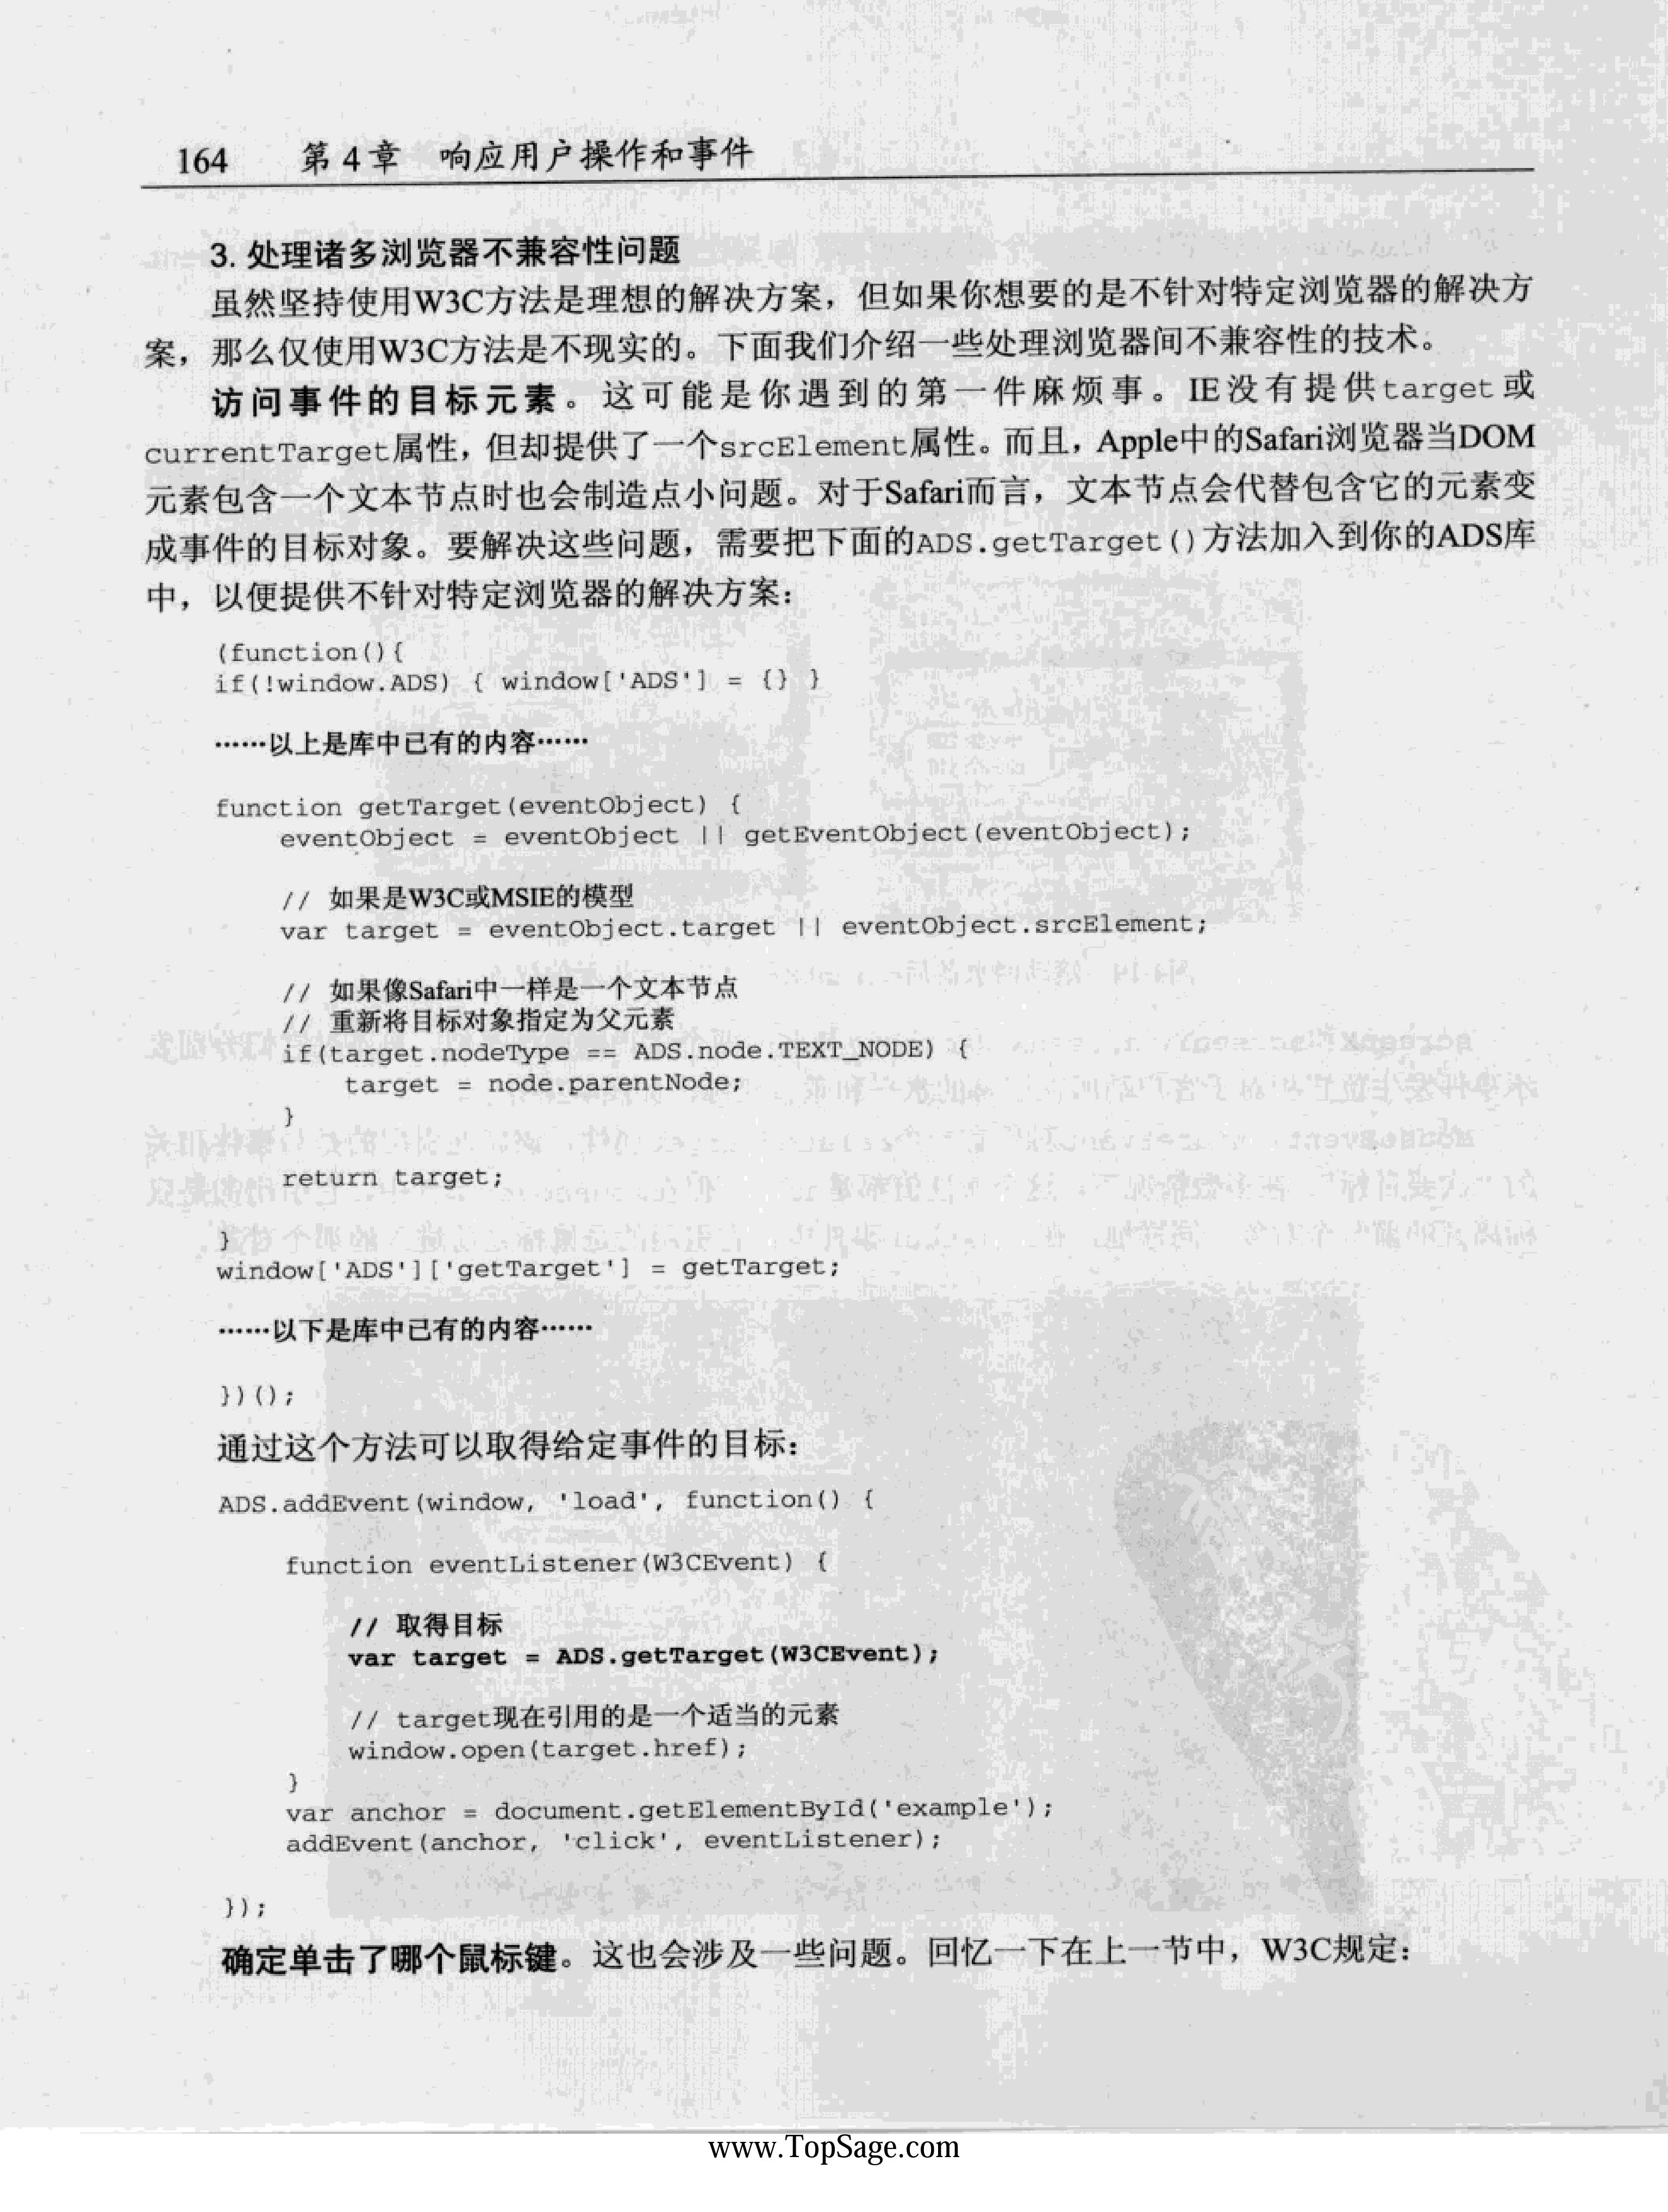 164 第 4 章 响应用户操作和事件
3. 处理诸多浏览器不兼容性问题
虽然坚持使用W3C方法是理想的解决方案，但如果你想要的是不针对特定浏览器的解决方
案，那么仅使用W3C方法是不现实的。下面我们介绍一些处理浏览器间不兼容性的技术。
访问事件的目标元素。这可能是你遇到的第一件麻烦事。IE没有提供target或
currentTarget属性，但却提供了一个srcElement属性。而且，Apple中的Safari浏览器当DOM
元素包含一个文本节点时也会制造点小问题。对于Safari而言，文本节点会代替包含它的元素变
成事件的目标对象。要解决这些问题，需要把下面的ADS.getTarget()方法加入到你的ADS库
中，以便提供不针对特定浏览器的解决方案：
(function(){
if(!window.ADS) { window['ADS'] = {} }
……以上是库中已有的内容……
function getTarget(eventObject) {
eventObject = eventObject || getEventObject(eventObject);
// 如果是W3C或MSIE的模型
var target = eventObject.target || eventObject.srcElement;
// 如果像Safari中一样是一个文本节点
// 重新将目标对象指定为父元素
if(target.nodeType == ADS.node.TEXT_NODE) {
target = node.parentNode;
}
return target;
}
window['ADS']['getTarget'] = getTarget;
……以下是库中已有的内容……
})();
通过这个方法可以取得给定事件的目标：
ADS.addEvent(window, 'load', function() {
function eventListener(W3CEvent) {
// 取得目标
var target = ADS.getTarget(W3CEvent);
// target现在引用的是一个适当的元素
window.open(target.href);
}
var anchor = document.getElementById('example');
addEvent(anchor, 'click', eventListener);
});
确定单击了哪个鼠标键。这也会涉及一些问题。回忆一下在上一节中，W3C规定：
www.TopSage.com